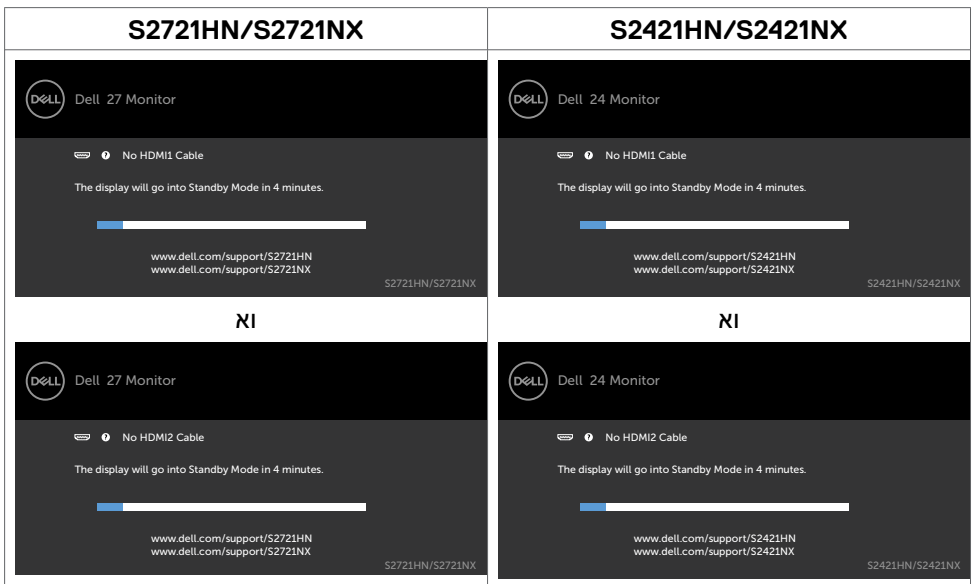 S2721HN/S2721NX
DELL
Dell 27 Monitor
No HDMI1 Cable
The display will go into Standby Mode in 4 minutes.
www.dell.com/support/S2721HN
www.dell.com/support/S2721NX
S2721HN/S2721NX
או
DELL
Dell 27 Monitor
No HDMI2 Cable
The display will go into Standby Mode in 4 minutes.
www.dell.com/support/S2721HN
www.dell.com/support/S2721NX
S2721HN/S2721NX
S2421HN/S2421NX
DELL
Dell 24 Monitor
No HDMI1 Cable
The display will go into Standby Mode in 4 minutes.
www.dell.com/support/S2421HN
www.dell.com/support/S2421NX
S2421HN/S2421NX
או
DELL
Dell 24 Monitor
No HDMI2 Cable
The display will go into Standby Mode in 4 minutes.
www.dell.com/support/S2421HN
www.dell.com/support/S2421NX
S2421HN/S2421NX